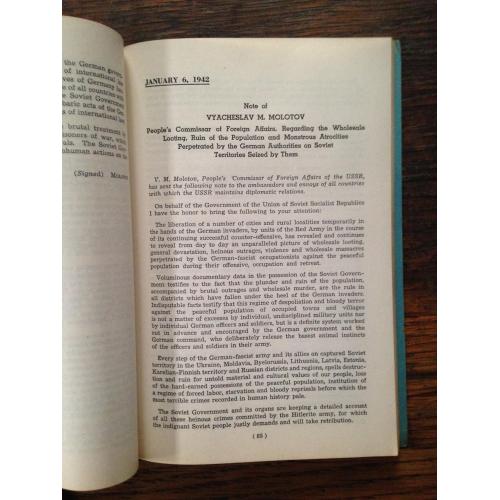 the German govern-
of international law
ves of Germany
of all countries and
Soviet Government
baric acts of the
s of international law
brutal treatment
soners of war, which
als. The Soviet Gov-
inhuman actions on the
(Signed) MOLOTOV
JANUARY 6, 1942
Note of
VYACHESLAV M. MOLOTOV
People's Commissar of Foreign Affairs, Regarding the Wholesale
Looting, Ruin of the Population and Monstrous Atrocities
Perpetrated by the German Authorities on Soviet
Territories Seized by Them
V. M. Molotov, People's Commissar of Foreign Affairs of the USSR,
has sent the following note to the ambassadors and envoys of all countries
with which the USSR maintains diplomatic relations.
On behalf of the Government of the Union of Soviet Socialist Republics
I have the honor to bring the following to your attention:
The liberation of a number of cities and rural localities temporarily in
the hands of the German invaders, by units of the Red Army in the course
of its continuing successful counter-offensive, has revealed and continues
to reveal from day to day an unparalleled picture of wholesale looting,
general devastation, heinous outrages, violence and wholesale massacres
perpetrated by the German-fascist occupationists against the peaceful
population during their offensive, occupation and retreat.
Voluminous documentary data in the possession of the Soviet Govern-
ment testifies to the fact that the plunder and ruin of the population,
accompanied by brutal outrages and wholesale murder, are the rule in
all districts which have fallen under the heel of the German invaders.
Indisputable facts testify that this regime of despoliation and bloody terror
against the peaceful population of occupied towns and villages
is not a matter of excesses by individual, undisciplined military units nor
by individual German officers and soldiers, but is a definite system worked
out in advance and encouraged by the German government and the
German command, who deliberately release the basest animal instincts
of the officers and soldiers in their army.
Every step of the German-fascist army and its allies on captured Soviet
territory in the Ukraine, Moldavia, Byelorussia, Lithuania, Latvia, Estonia,
Karelian-Finnish territory and Russian districts and regions, spells destruc-
tion and ruin for untold material and cultural values of our people, loss
of the hard-earned possessions of the peaceful population, institution of
a regime of forced labor, starvation and bloody reprisals before which the
most terrible crimes recorded in human history pale.
The Soviet Government and its organs are keeping a detailed account
of all these heinous crimes committed by the Hitlerite army, for which
the indignant Soviet people justly demands and will take retribution.
( 85 )